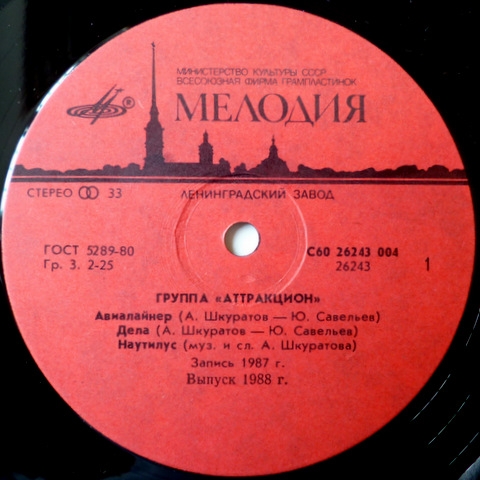 МИНИСТЕРСТВО КУЛЬТУРЫ СССР
ВСЕСОЮЗНАЯ ФИРМА ГРАМПЛАСТИНОК
МЕЛОДИЯ
СТЕРЕО 33 ЛЕНИНГРАДСКИЙ ЗАВОД
ГОСТ 5289-80 С60 26243 004
Гр. 3. 2-25 26243 1
ГРУППА «АТТРАКЦИОН»
Авиалайнер (А. Шкуратов — Ю. Савельев)
Дела (А. Шкуратов — Ю. Савельев)
Наутилус (муз. и сл. А. Шкуратова)
Запись 1987 г.
Выпуск 1988 г.